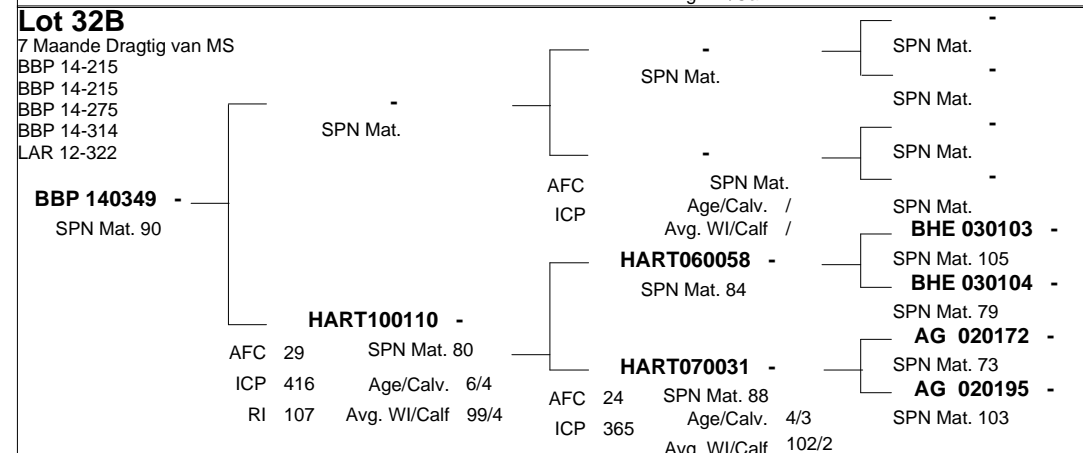 Lot 32B
7 Maande Dragtig van MS
BBP 14-215
BBP 14-215
BBP 14-275
BBP 14-314
LAR 12-322
BBP 140349 -
SPN Mat. 90
-
SPN Mat.
HART100110 -
AFC 29 SPN Mat. 80
ICP 416 Age/Calv. 6/4
RI 107 Avg. WI/Calf 99/4
-
SPN Mat.
-
AFC SPN Mat.
ICP Age/Calv. /
Avg. WI/Calf /
HART060058 -
SPN Mat. 84
HART070031 -
AFC 24 SPN Mat. 88
ICP 365 Age/Calv. 4/3
Avg. WI/Calf 102/2
-
SPN Mat.
-
SPN Mat.
-
SPN Mat.
-
SPN Mat.
BHE 030103 -
SPN Mat. 105
BHE 030104 -
SPN Mat. 79
AG 020172 -
SPN Mat. 73
AG 020195 -
SPN Mat. 103